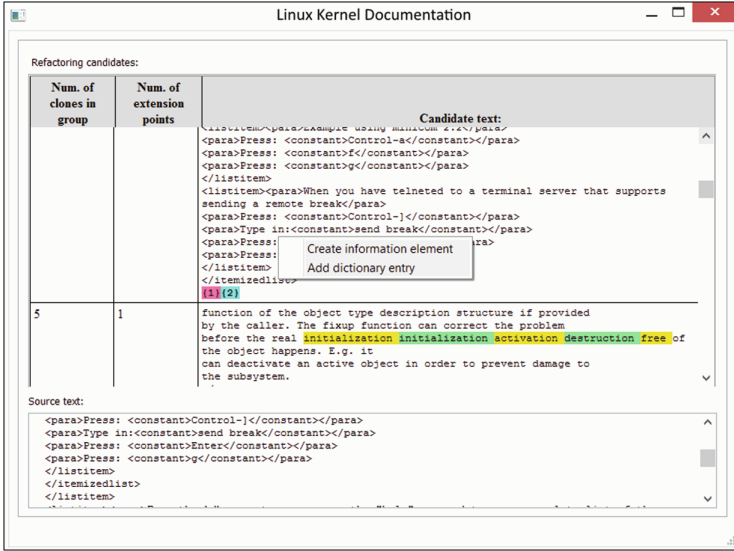 Linux Kernel Documentation
Refactoring candidates:
Num. of clones in group
Num. of extension points
Candidate text:
<listitem><para>Example using minicom 2.2</para>
<para>Press: <constant>Control-a</constant></para>
<para>Press: <constant>f</constant></para>
<para>Press: <constant>g</constant></para>
</listitem>
<listitem><para>When you have telneted to a terminal server that supports
sending a remote break</para>
<para>Press: <constant>Control-]</constant></para>
<para>Type in:<constant>send break</constant></para>
<para>Press: ara>
<para>Press:
</listitem>
</itemizedlist>
{1}{2}
Create information element
Add dictionary entry
5
1
function of the object type description structure if provided
by the caller. The fixup function can correct the problem
before the real initialization initialization activation destruction free of
the object happens. E.g. it
can deactivate an active object in order to prevent damage to
the subsystem.
Source text:
<para>Press: <constant>Control-]</constant></para>
<para>Type in:<constant>send break</constant></para>
<para>Press: <constant>Enter</constant></para>
<para>Press: <constant>g</constant></para>
</listitem>
</itemizedlist>
</listitem>